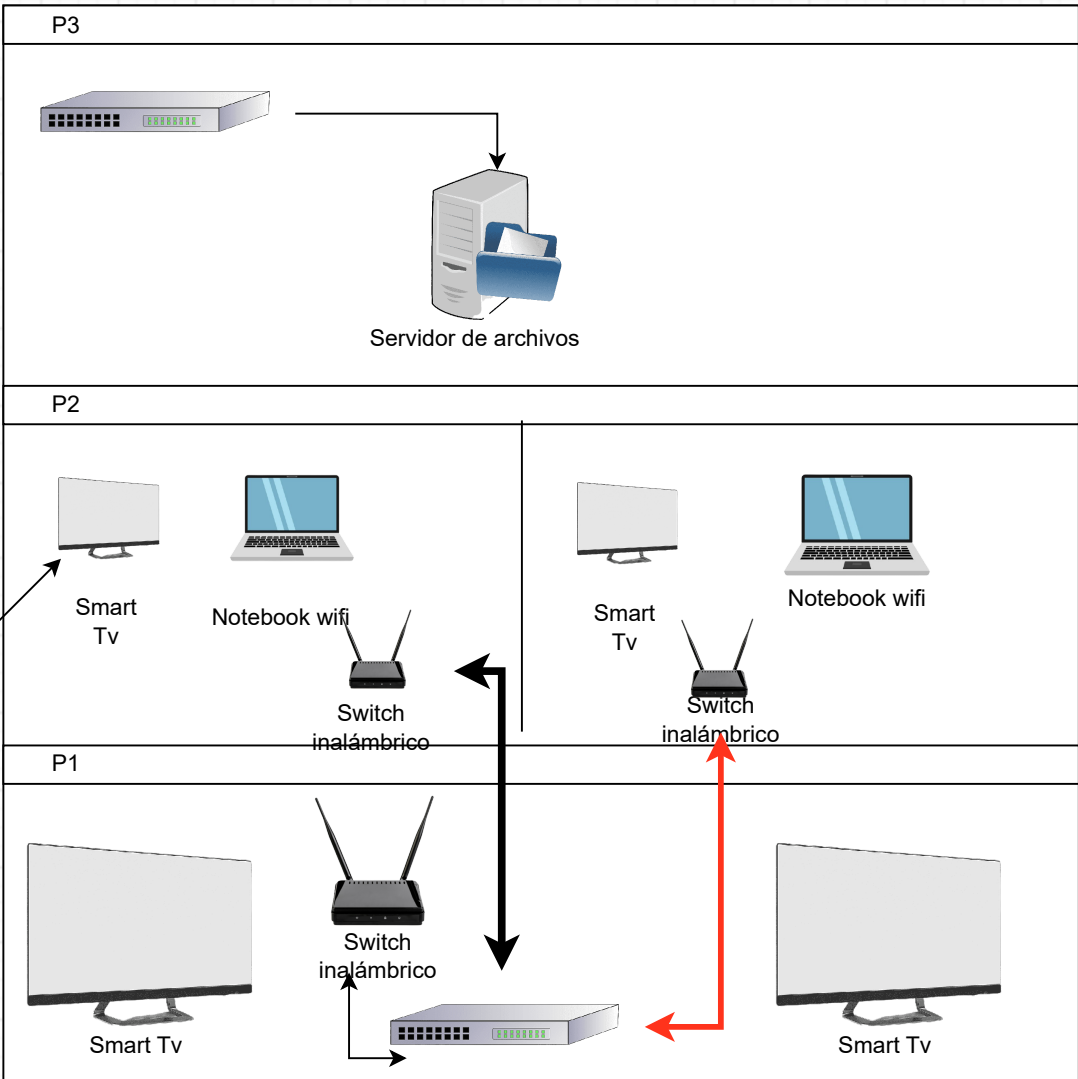 P3
Servidor de archivos
P2
Smart
Tv
Notebook wifi
Switch
inalámbrico
Smart
Tv
Notebook wifi
Switch
inalámbrico
P1
Switch
inalámbrico
Smart Tv
Smart Tv